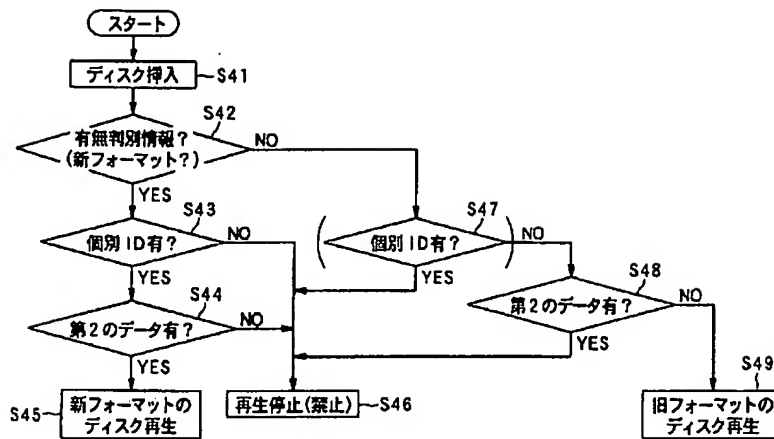 スタート
ディスク挿入
S41
有無判別情報?
(新フォーマット?)
S42
NO
YES
個別ID有?
S43
NO
YES
(個別ID有?)
S47
NO
YES
第2のデータ有?
S44
NO
YES
第2のデータ有?
S48
NO
YES
S45
新フォーマットの
ディスク再生
再生停止(禁止)
S46
S49
旧フォーマットの
ディスク再生